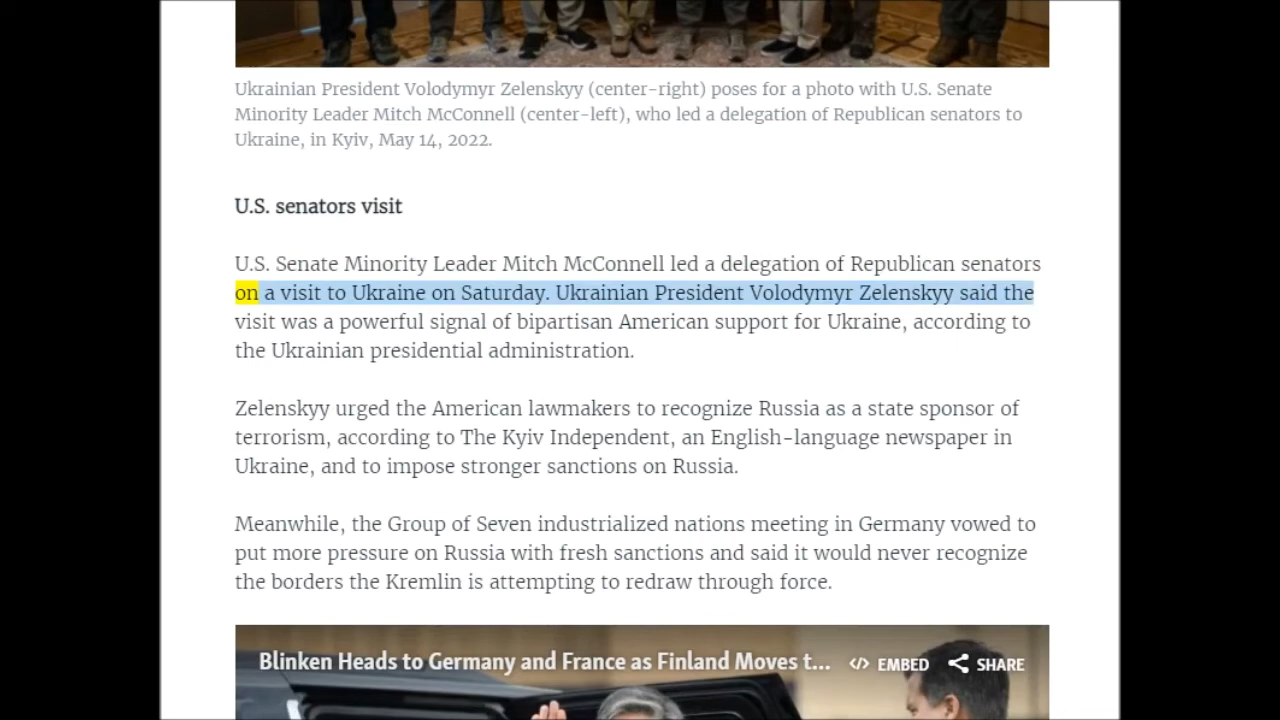 Ukrainian President Volodymyr Zelenskyy (center-right) poses for a photo with U.S. Senate
Minority Leader Mitch McConnell (center-left), who led a delegation of Republican senators to
Ukraine, in Kyiv, May 14, 2022.
U.S. senators visit
U.S. Senate Minority Leader Mitch McConnell led a delegation of Republican senators
on a visit to Ukraine on Saturday. Ukrainian President Volodymyr Zelenskyy said the
visit was a powerful signal of bipartisan American support for Ukraine, according to
the Ukrainian presidential administration.
Zelenskyy urged the American lawmakers to recognize Russia as a state sponsor of
terrorism, according to The Kyiv Independent, an English-language newspaper in
Ukraine, and to impose stronger sanctions on Russia.
Meanwhile, the Group of Seven industrialized nations meeting in Germany vowed to
put more pressure on Russia with fresh sanctions and said it would never recognize
the borders the Kremlin is attempting to redraw through force.
Blinken Heads to Germany and France as Finland Moves t... </> EMBED SHARE